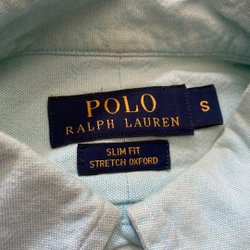 POLO
RALPH LAUREN
S
SLIM FIT
STRETCH OXFORD